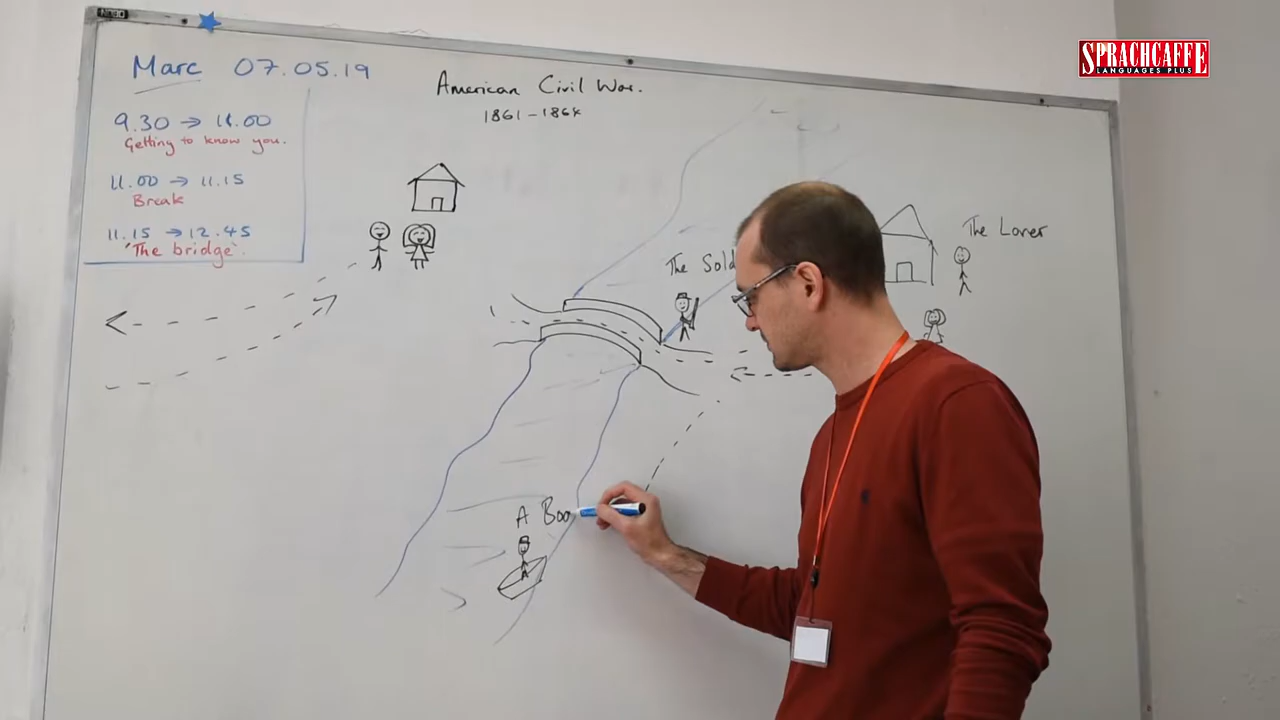 SPRACHCAFFE
LANGUAGES PLUS
Marc 07.05.19
9.30 → 11.00
Getting to know you.
11.00 → 11.15
Break
11.15 → 12.45
'The bridge'.
American Civil War.
1861-1864
The Sold
The Lover
A Boa